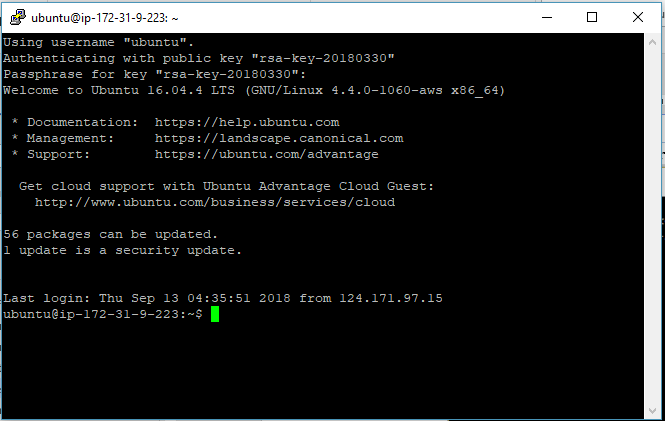 ubuntu@ip-172-31-9-223: ~
Using username "ubuntu".
Authenticating with public key "rsa-key-20180330"
Passphrase for key "rsa-key-20180330":
Welcome to Ubuntu 16.04.4 LTS (GNU/Linux 4.4.0-1060-aws x86_64)
 * Documentation:  https://help.ubuntu.com
 * Management:     https://landscape.canonical.com
 * Support:        https://ubuntu.com/advantage
  Get cloud support with Ubuntu Advantage Cloud Guest:
    http://www.ubuntu.com/business/services/cloud
56 packages can be updated.
1 update is a security update.
Last login: Thu Sep 13 04:35:51 2018 from 124.171.97.15
ubuntu@ip-172-31-9-223:~$